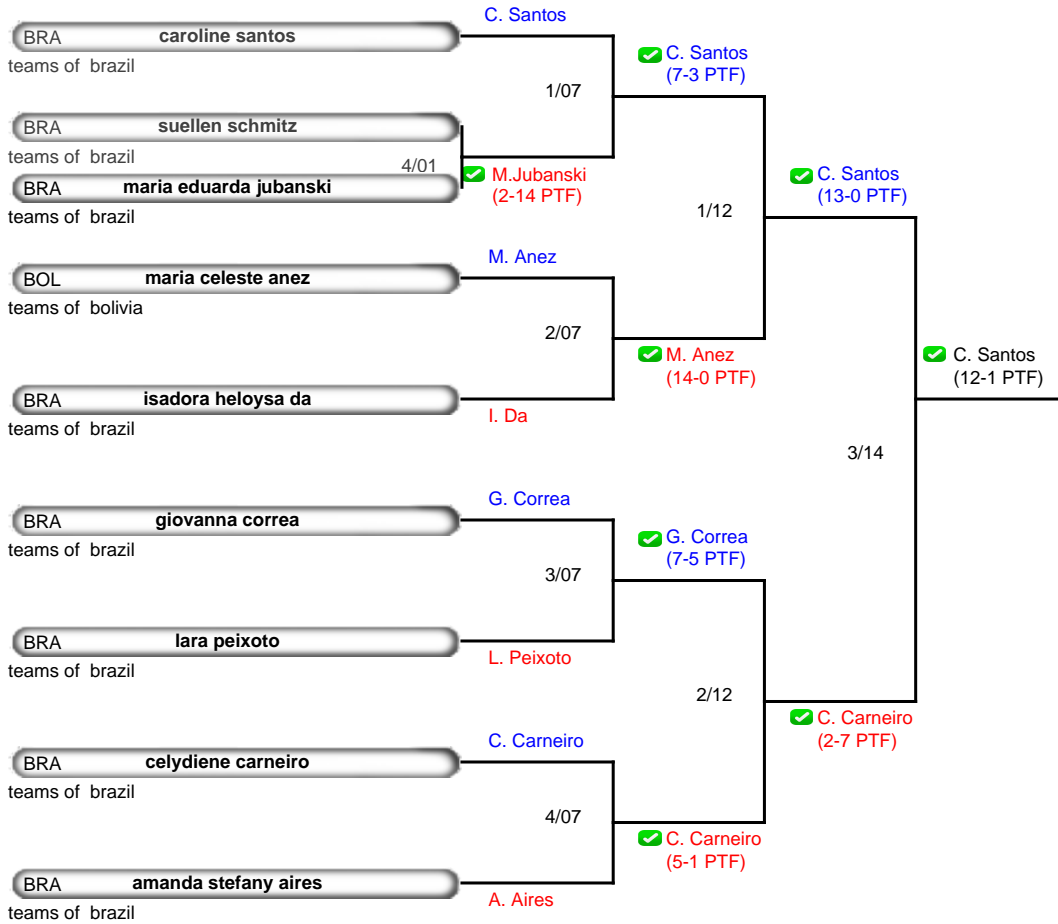 C. Santos
BRA caroline santos
teams of brazil
C. Santos
(7-3 PTF)
1/07
BRA suellen schmitz
teams of brazil
4/01
BRA maria eduarda jubanski
teams of brazil
M.Jubanski
(2-14 PTF)
C. Santos
(13-0 PTF)
1/12
M. Anez
BOL maria celeste anez
teams of bolivia
2/07
M. Anez
(14-0 PTF)
C. Santos
(12-1 PTF)
BRA isadora heloysa da
teams of brazil
I. Da
3/14
G. Correa
BRA giovanna correa
teams of brazil
G. Correa
(7-5 PTF)
3/07
BRA lara peixoto
teams of brazil
L. Peixoto
2/12
C. Carneiro
(2-7 PTF)
C. Carneiro
BRA celydiene carneiro
teams of brazil
4/07
C. Carneiro
(5-1 PTF)
BRA amanda stefany aires
teams of brazil
A. Aires